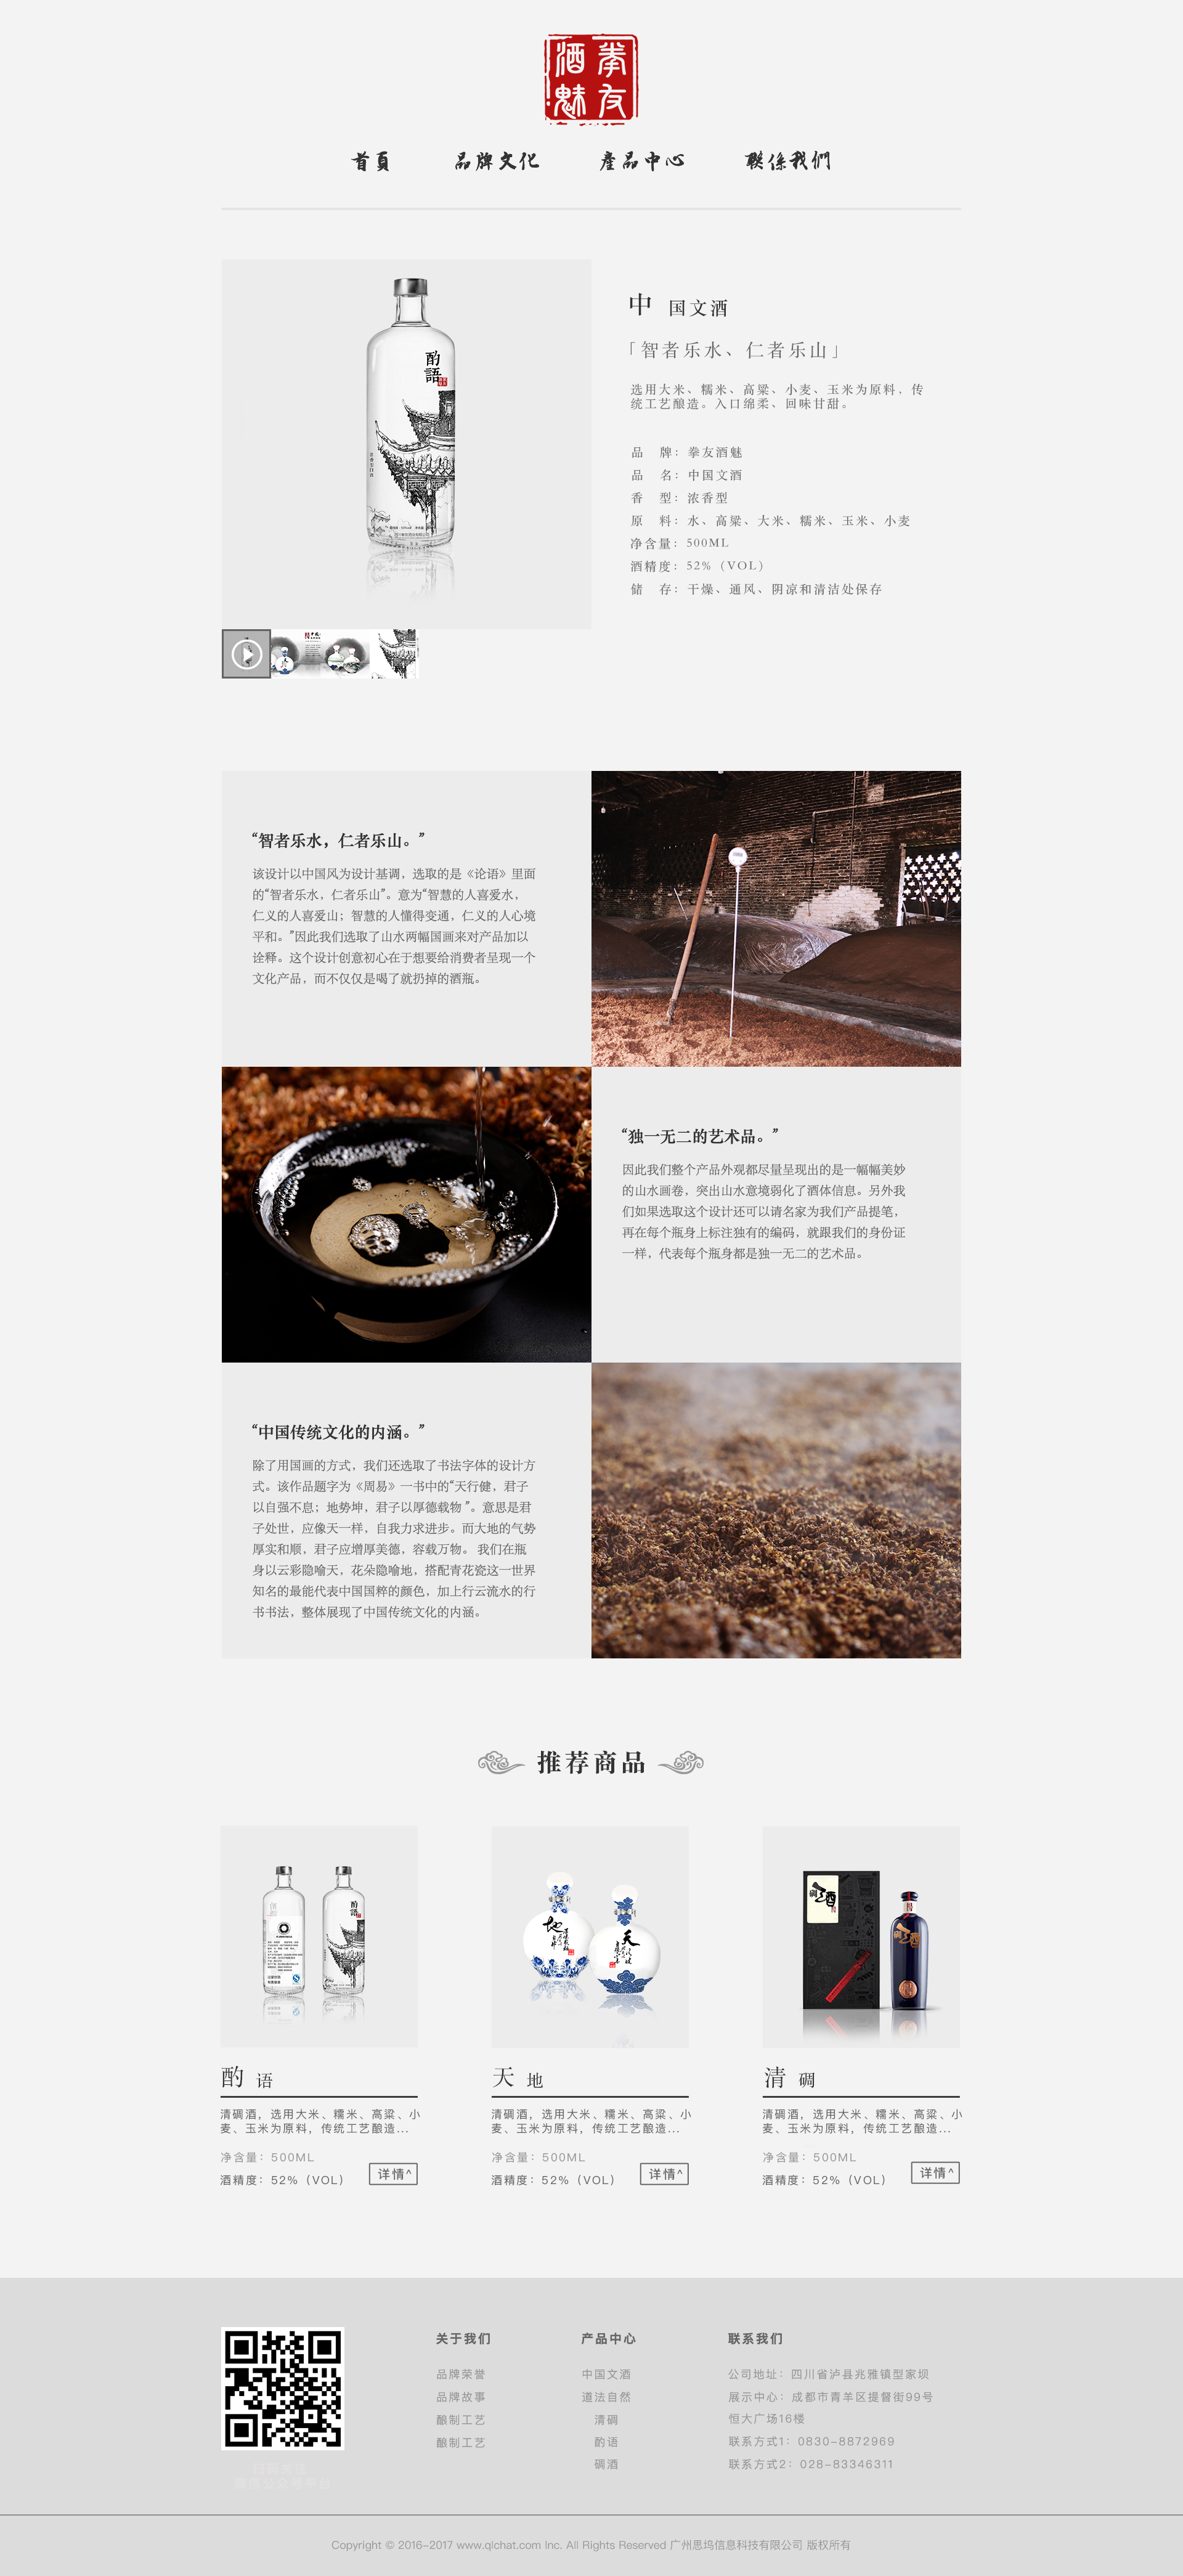 拳友
酒魅
首頁
品牌文化
產品中心
聯係我們
酌語
中国文酒
「智者乐水、仁者乐山」
选用大米、糯米、高粱、小麦、玉米为原料，传
统工艺酿造。入口绵柔、回味甘甜。
品 牌：拳友酒魅
品 名：中国文酒
香 型：浓香型
原 料：水、高粱、大米、糯米、玉米、小麦
净含量：500ML
酒精度：52%（VOL）
储 存：干燥、通风、阴凉和清洁处保存
“智者乐水，仁者乐山。”
该设计以中国风为设计基调，选取的是《论语》里面
的“智者乐水，仁者乐山”。意为“智慧的人喜爱水，
仁义的人喜爱山；智慧的人懂得变通，仁义的人心境
平和。”因此我们选取了山水两幅国画来对产品加以
诠释。这个设计创意初心在于想要给消费者呈现一个
文化产品，而不仅仅是喝了就扔掉的酒瓶。
“独一无二的艺术品。”
因此我们整个产品外观都尽量呈现出的是一幅幅美妙
的山水画卷，突出山水意境弱化了酒体信息。另外我
们如果选取这个设计还可以请名家为我们产品提笔，
再在每个瓶身上标注独有的编码，就跟我们的身份证
一样，代表每个瓶身都是独一无二的艺术品。
“中国传统文化的内涵。”
除了用国画的方式，我们还选取了书法字体的设计方
式。该作品题字为《周易》一书中的“天行健，君子
以自强不息；地势坤，君子以厚德载物 ”。意思是君
子处世，应像天一样，自我力求进步。而大地的气势
厚实和顺，君子应增厚美德，容载万物。 我们在瓶
身以云彩隐喻天，花朵隐喻地，搭配青花瓷这一世界
知名的最能代表中国国粹的颜色，加上行云流水的行
书书法，整体展现了中国传统文化的内涵。
推荐商品
酌語
地
天
酌 语
清碉酒，选用大米、糯米、高粱、小
麦、玉米为原料，传统工艺酿造...
净含量：500ML
酒精度：52%（VOL）
详情^
天 地
清碉酒，选用大米、糯米、高粱、小
麦、玉米为原料，传统工艺酿造...
净含量：500ML
酒精度：52%（VOL）
详情^
清 碉
清碉酒，选用大米、糯米、高粱、小
麦、玉米为原料，传统工艺酿造...
净含量：500ML
酒精度：52%（VOL）
详情^
关于我们
品牌荣誉
品牌故事
酿制工艺
酿制工艺
产品中心
中国文酒
道法自然
清碉
酌语
碉酒
联系我们
公司地址：四川省泸县兆雅镇型家坝
展示中心：成都市青羊区提督街99号
恒大广场16楼
联系方式1：0830-8872969
联系方式2：028-83346311
Copyright © 2016-2017 www.qlchat.com Inc. All Rights Reserved 广州思坞信息科技有限公司 版权所有